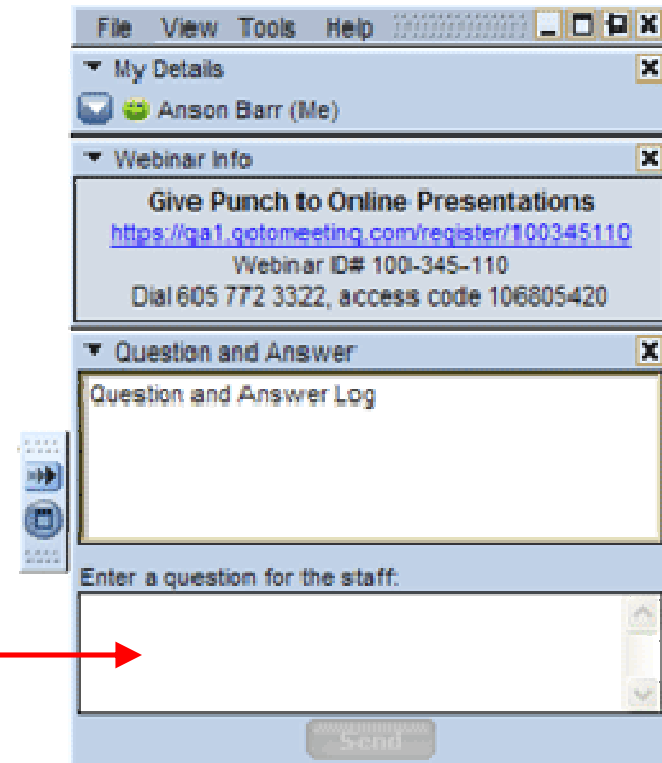 File View Tools Help
My Details
Anson Barr (Me)
Webinar Info
Give Punch to Online Presentations
https://qa1.gotomeeting.com/register/100345110
Webinar ID# 100-345-110
Dial 605 772 3322, access code 106805420
Question and Answer
Question and Answer Log
Enter a question for the staff:
Send